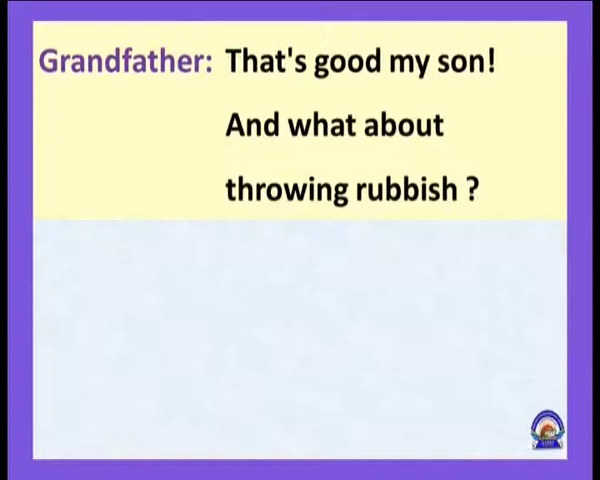 Grandfather: That's good my son!
And what about
throwing rubbish ?